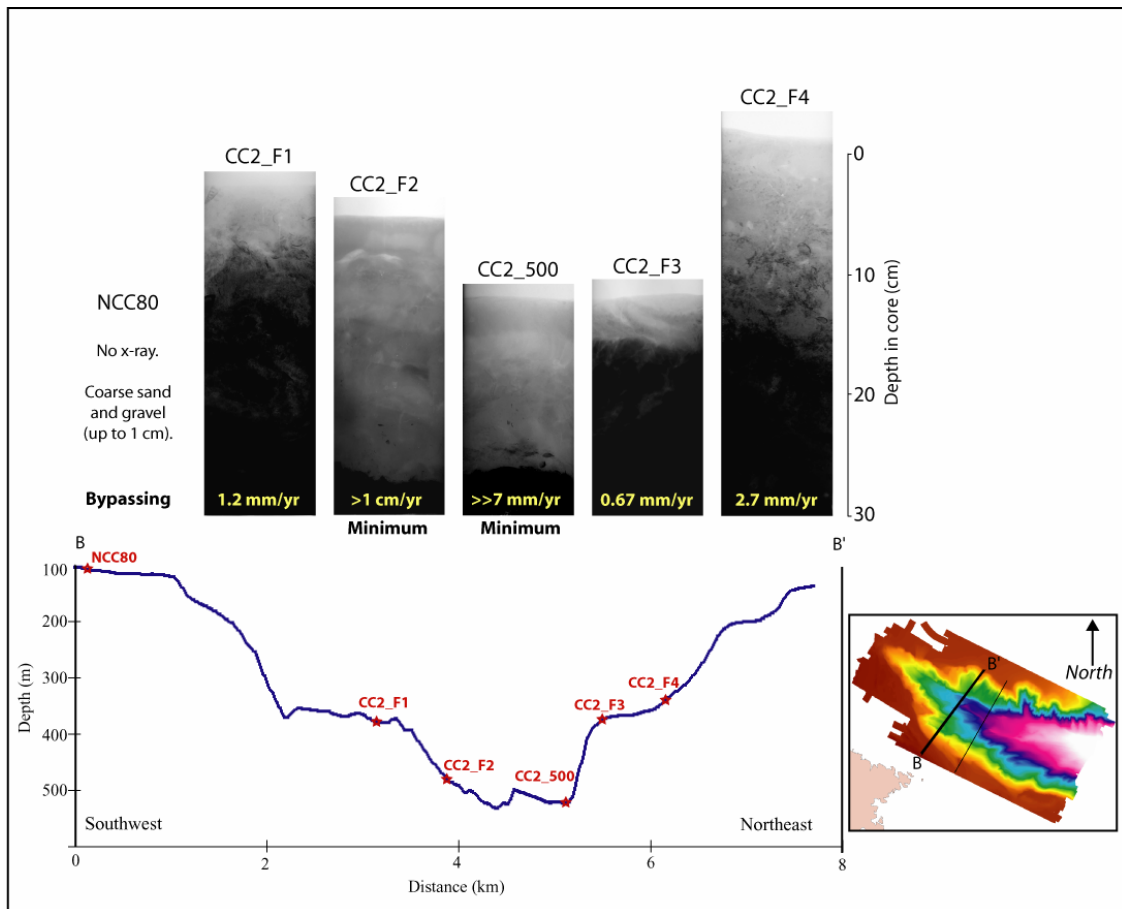 CC2_F4
CC2_F1
CC2_F2
CC2_500
CC2_F3
NCC80
No x-ray.
Coarse sand
and gravel
(up to 1 cm).
Bypassing
1.2 mm/yr
>1 cm/yr
>>7 mm/yr
0.67 mm/yr
2.7 mm/yr
Minimum
Minimum
0
10
20
30
Depth in core (cm)
B
B'
NCC80
CC2_F1
CC2_F2
CC2_500
CC2_F3
CC2_F4
100
200
300
400
500
Depth (m)
Southwest
Northeast
0
2
4
6
8
Distance (km)
B'
B
North